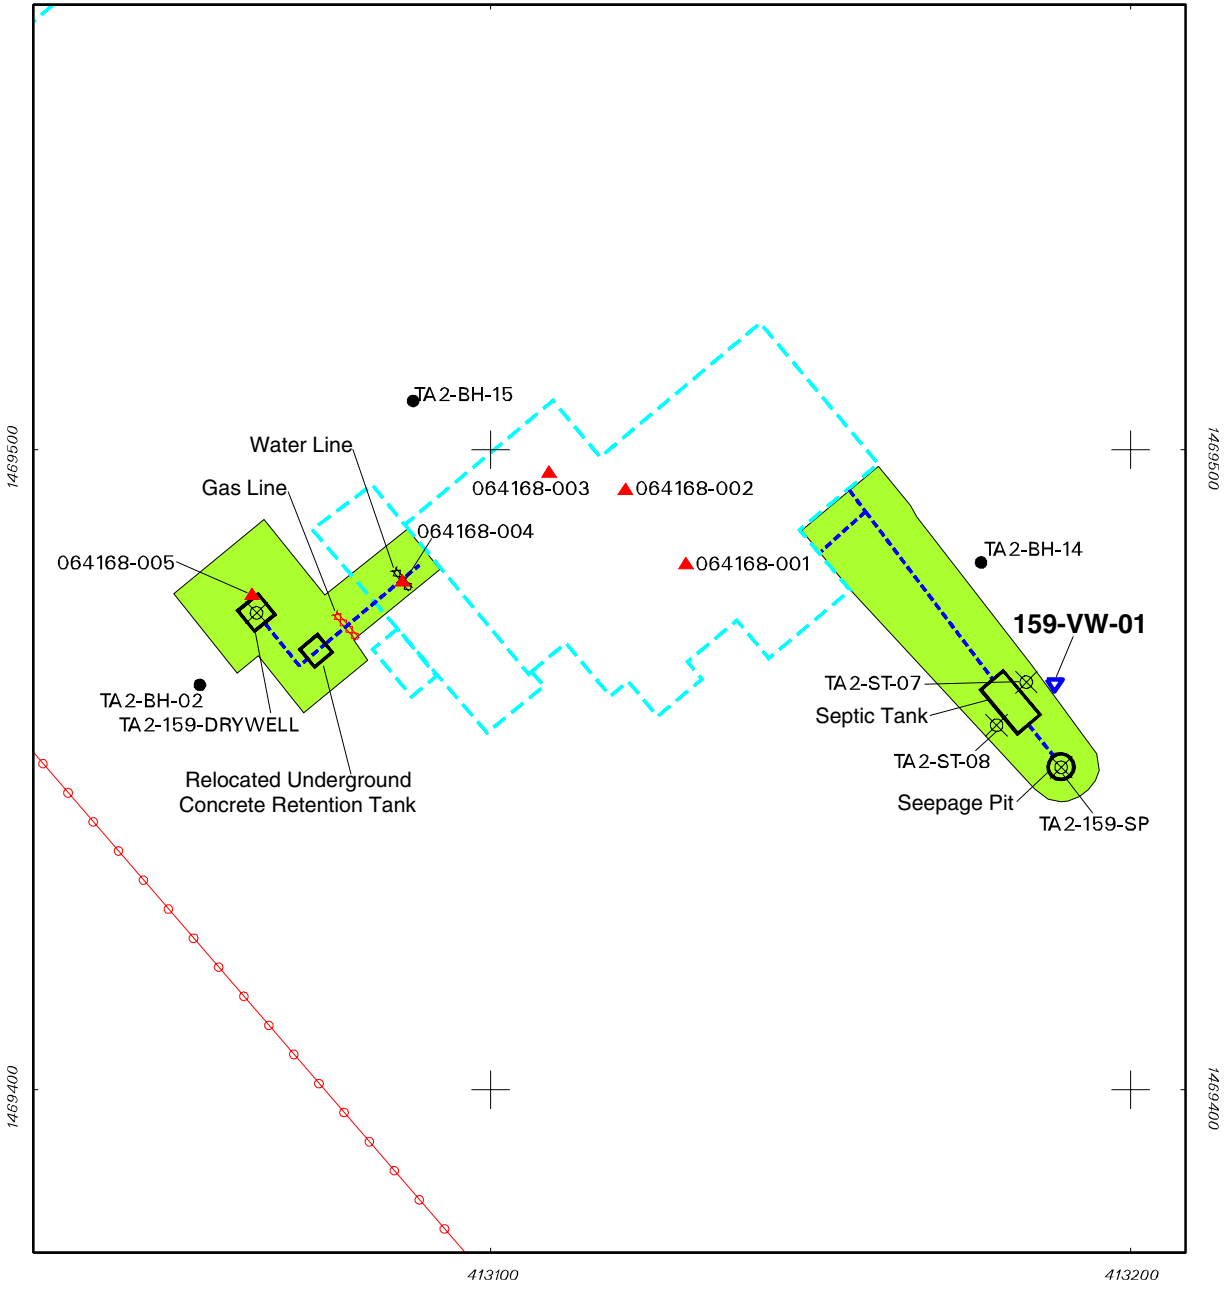 TA2-BH-15
Water Line
1469500
1469500
Gas Line
064168-003
064168-002
064168-004
TA2-BH-14
064168-005
064168-001
159-VW-01
TA2-ST-07
TA2-BH-02
Septic Tank
TA2-159-DRYWELL
TA2-ST-08
Relocated Underground
Concrete Retention Tank
Seepage Pit
TA2-159-SP
1469400
1469400
413100
413200